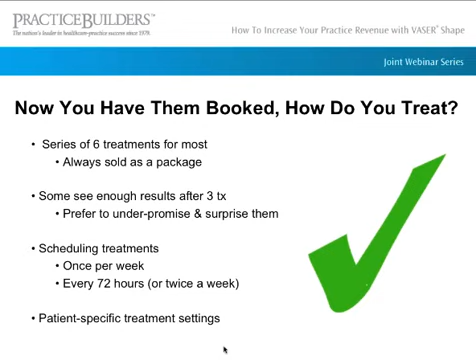 PRACTICEBUILDERS
The nation's leader in healthcare-practice success since 1979
How To Increase Your Practice Revenue with VASER® Shape
Joint Webinar Series
Now You Have Them Booked, How Do You Treat?
• Series of 6 treatments for most
• Always sold as a package
• Some see enough results after 3 tx
• Prefer to under-promise & surprise them
• Scheduling treatments
• Once per week
• Every 72 hours (or twice a week)
• Patient-specific treatment settings